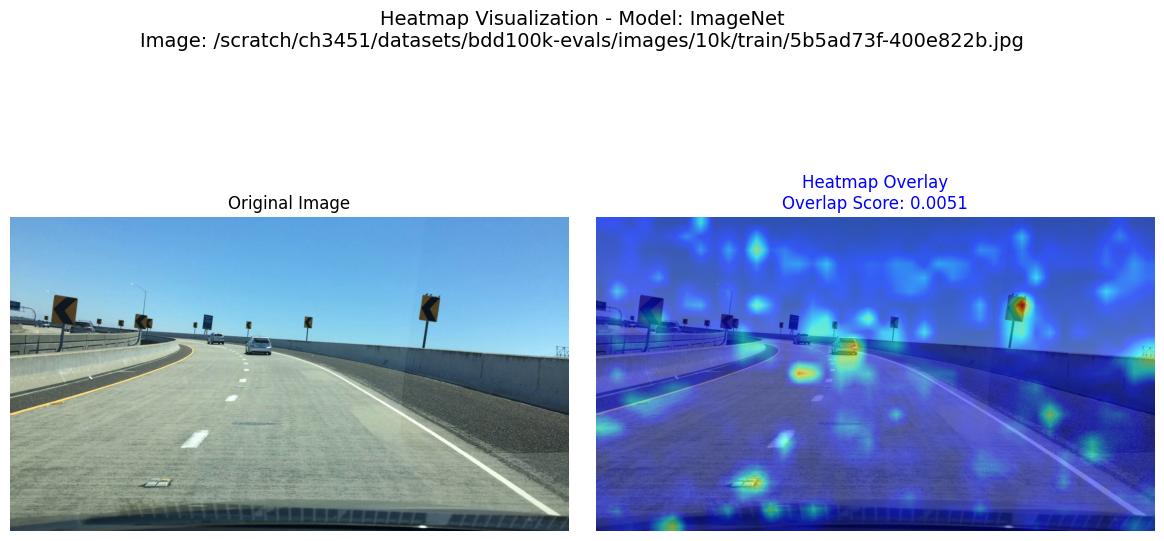 Heatmap Visualization - Model: ImageNet
Image: /scratch/ch3451/datasets/bdd100k-evals/images/10k/train/5b5ad73f-400e822b.jpg
Original Image
Heatmap Overlay
Overlap Score: 0.0051